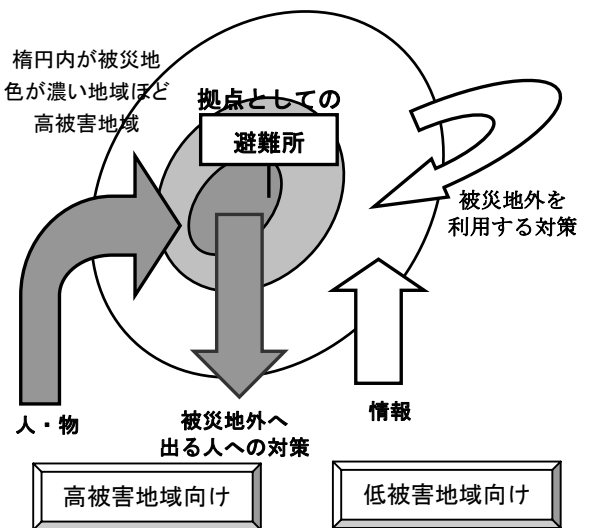 楕円内が被災地
色が濃い地域ほど
高被害地域
拠点としての
避難所
被災地外を
利用する対策
人・物
被災地外へ
出る人への対策
情報
高被害地域向け
低被害地域向け